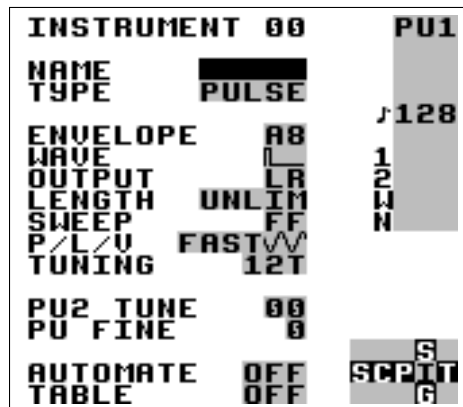 INSTRUMENT 00 PU1
NAME
TYPE PULSE
♪128
ENVELOPE A8
WAVE 1
OUTPUT LR 2
LENGTH UNLIM W
SWEEP FF N
P/L/V FAST
TUNING 12T
PU2 TUNE 00
PU FINE 0
S
AUTOMATE OFF SCPIT
TABLE OFF G